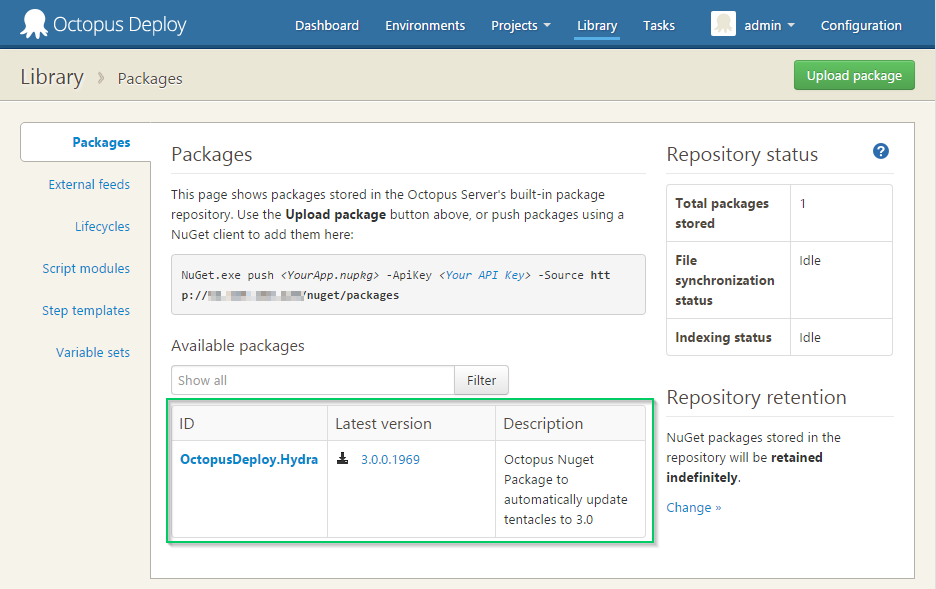 Octopus Deploy
Dashboard Environments Projects Library Tasks admin Configuration
Library › Packages
Upload package
Packages
External feeds
Lifecycles
Script modules
Step templates
Variable sets
Packages
This page shows packages stored in the Octopus Server's built-in package
repository. Use the Upload package button above, or push packages using a
NuGet client to add them here:
NuGet.exe push <YourApp.nupkg> -ApiKey <Your API Key> -Source htt
p:// /nuget/packages
Available packages
Show all
Filter
ID Latest version Description
OctopusDeploy.Hydra 3.0.0.1969 Octopus Nuget
Package to
automatically update
tentacles to 3.0
Repository status ?
Total packages 1
stored
File Idle
synchronization
status
Indexing status Idle
Repository retention
NuGet packages stored in the
repository will be retained
indefinitely.
Change »